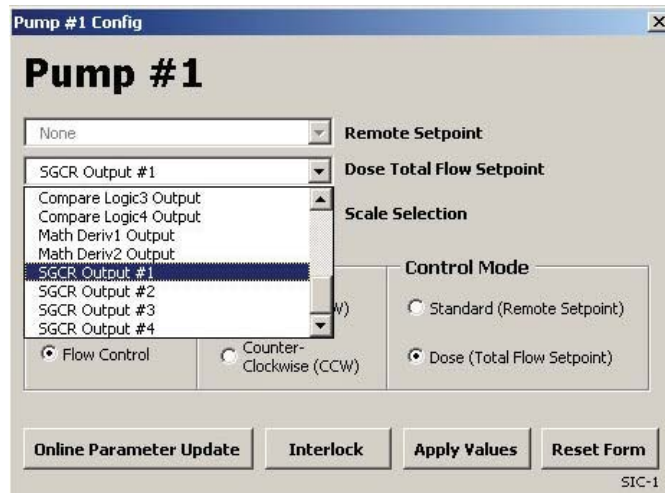 Pump #1 Config
Pump #1
None
Remote Setpoint
SGCR Output #1
Dose Total Flow Setpoint
Compare Logic3 Output
Compare Logic4 Output
Math Deriv1 Output
Math Deriv2 Output
SGCR Output #1
SGCR Output #2
SGCR Output #3
SGCR Output #4
Scale Selection
Control Mode
Standard (Remote Setpoint)
Flow Control
Counter-
Clockwise (CCW)
Dose (Total Flow Setpoint)
Online Parameter Update
Interlock
Apply Values
Reset Form
SIC-1